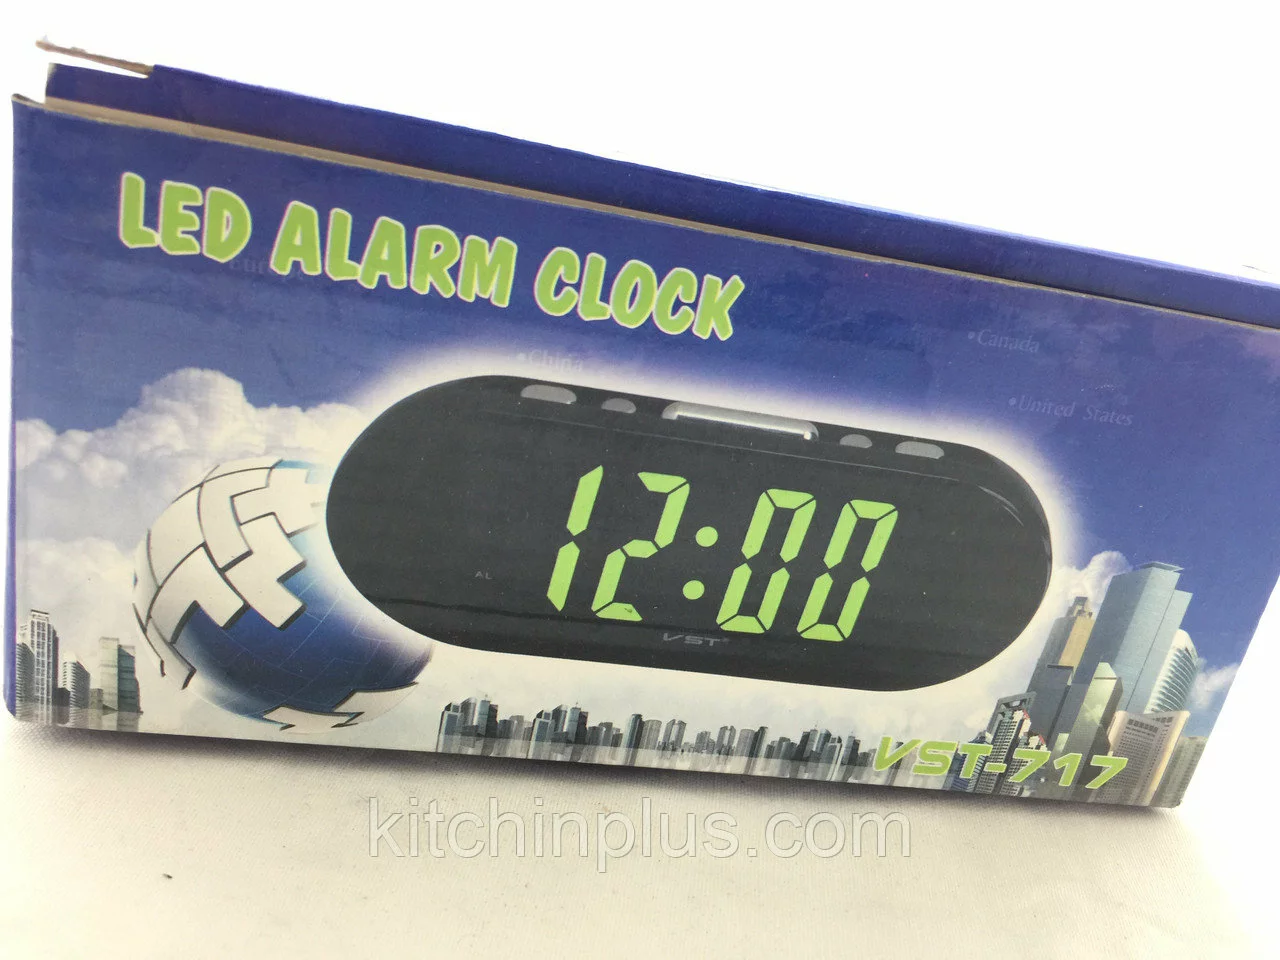 LED ALARM CLOCK
•China
•Canada
•United States
12:00
AL
VST
VST-717
kitchinplus.com